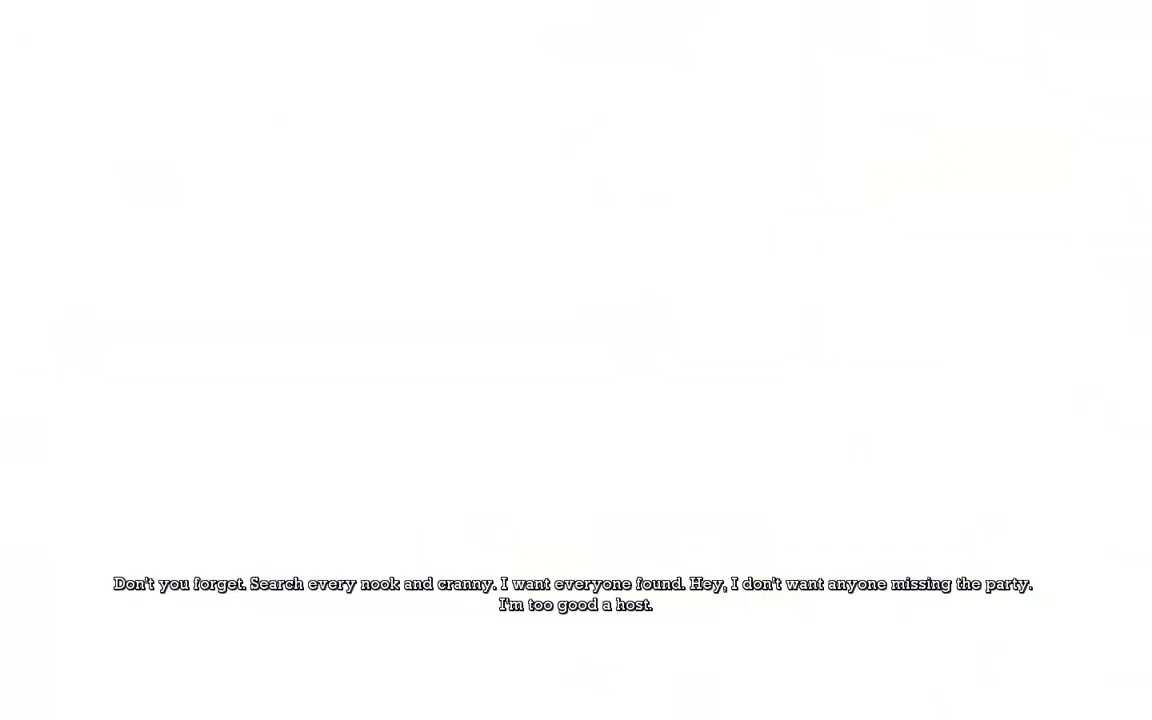 Don't you forget. Search every nook and cranny. I want everyone found. Hey, I don't want anyone missing the party.
I'm too good a host.